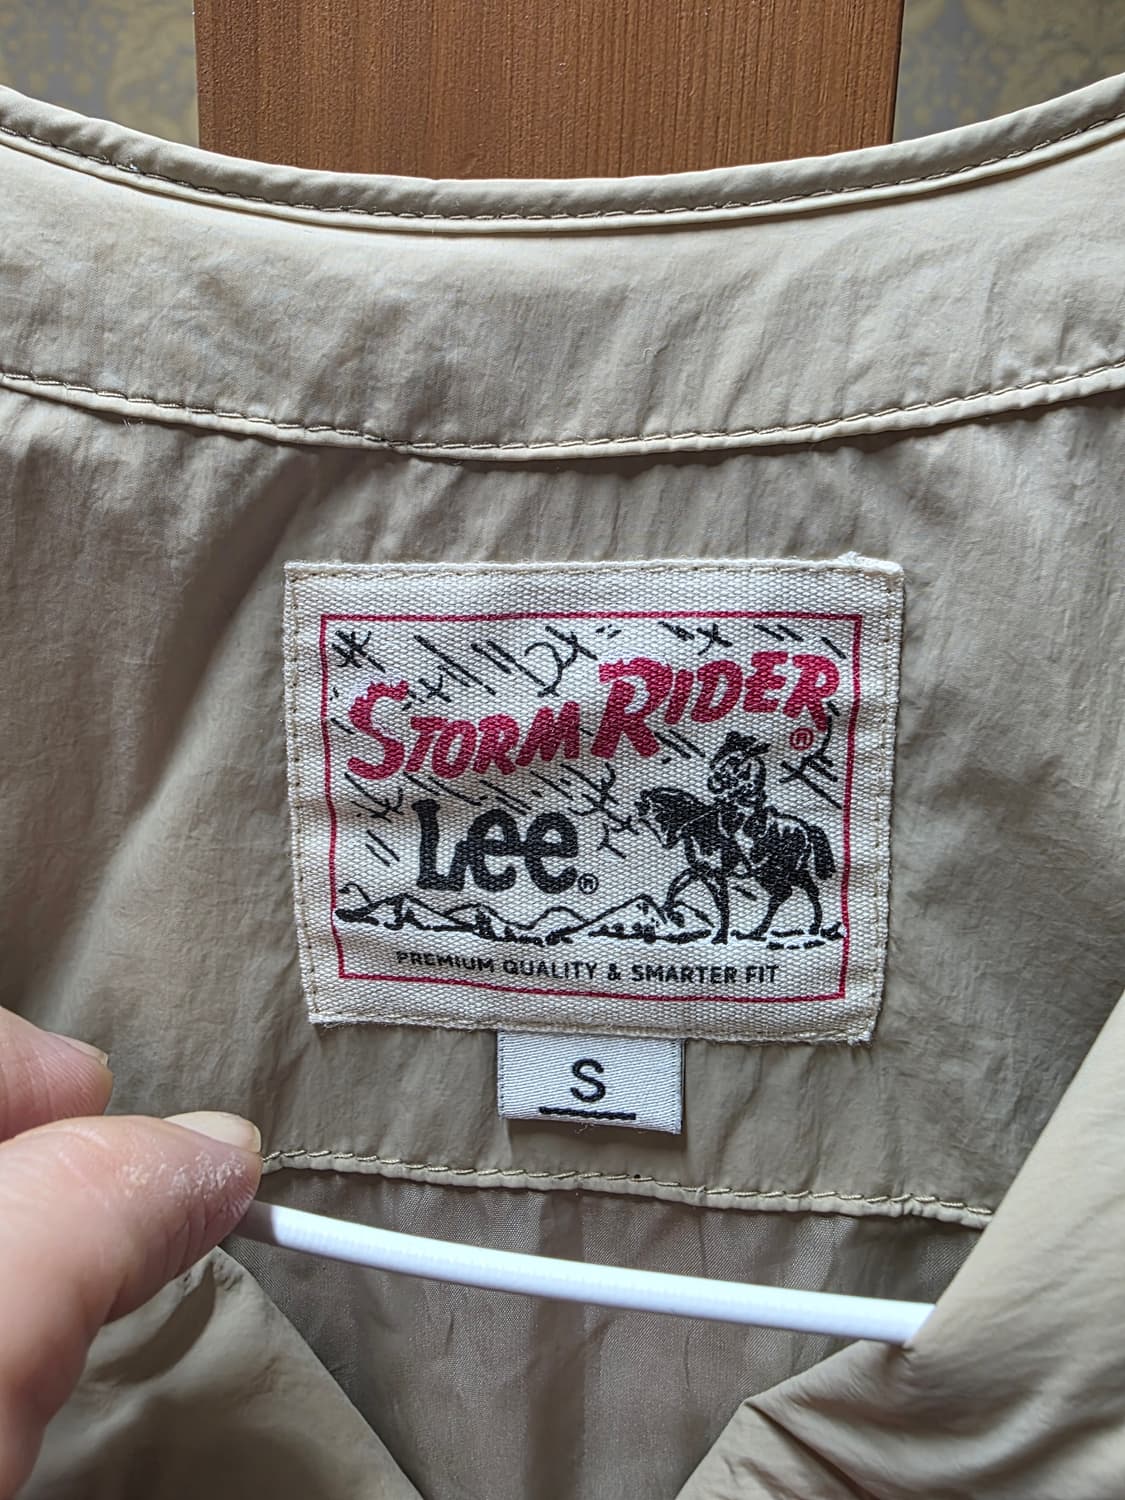 STORM RIDER ®
Lee®
PREMIUM QUALITY & SMARTER FIT
S